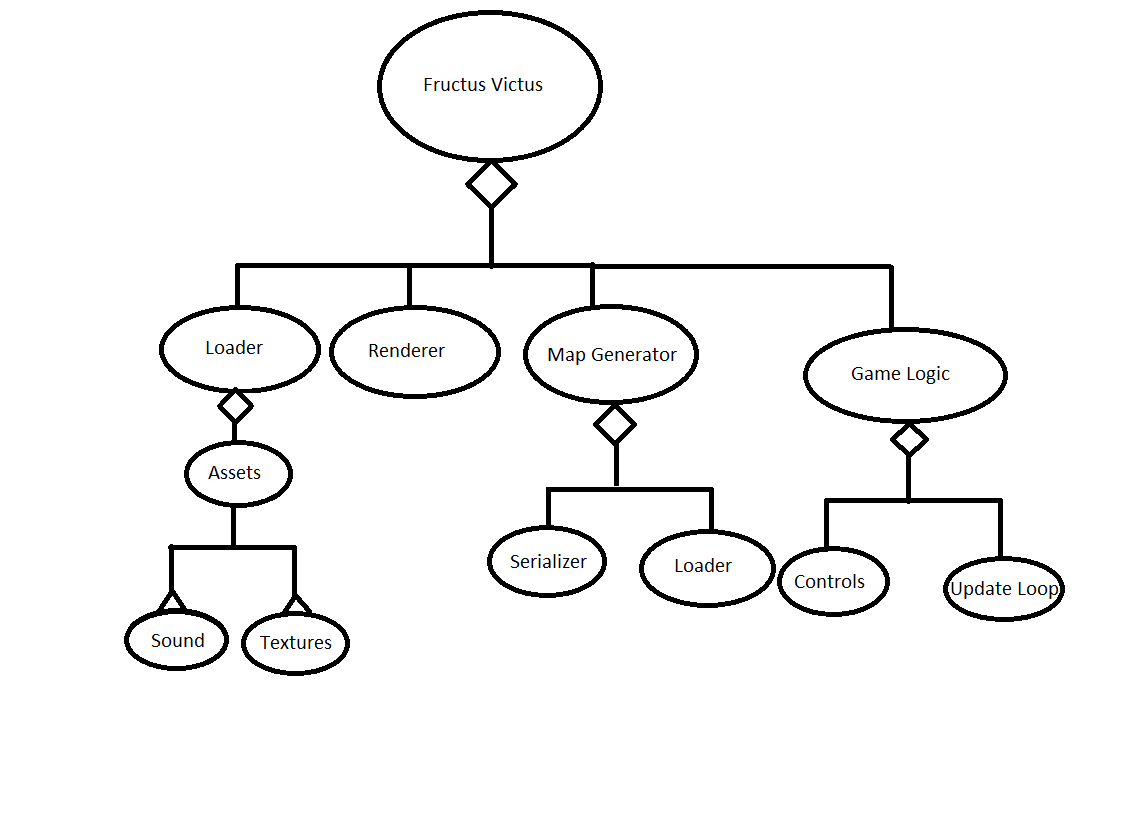 Fructus Victus
Loader
Renderer
Map Generator
Game Logic
Assets
Serializer
Loader
Controls
Update Loop
Sound
Textures